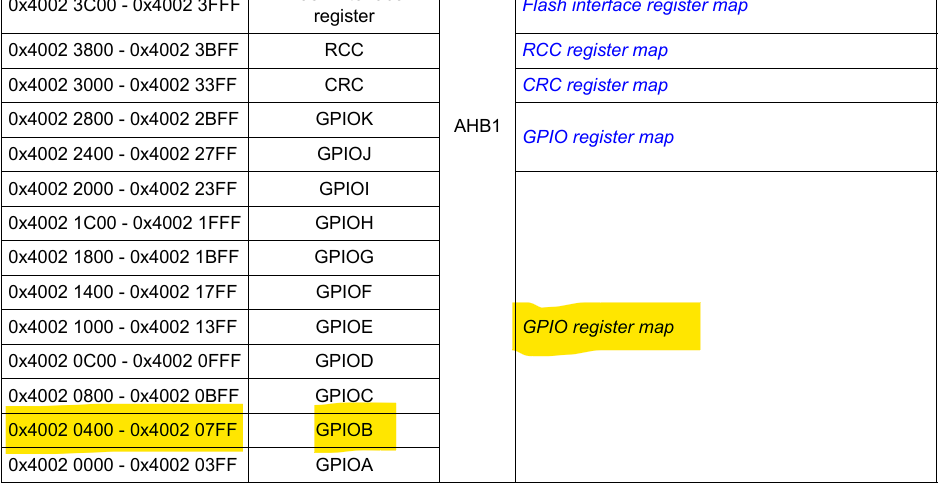 0x4002 3C00 - 0x4002 3FFF
register
Flash interface register map
0x4002 3800 - 0x4002 3BFF RCC RCC register map
0x4002 3000 - 0x4002 33FF CRC CRC register map
0x4002 2800 - 0x4002 2BFF GPIOK
AHB1
GPIO register map
0x4002 2400 - 0x4002 27FF GPIOJ
0x4002 2000 - 0x4002 23FF GPIOI
0x4002 1C00 - 0x4002 1FFF GPIOH
0x4002 1800 - 0x4002 1BFF GPIOG
0x4002 1400 - 0x4002 17FF GPIOF
0x4002 1000 - 0x4002 13FF GPIOE GPIO register map
0x4002 0C00 - 0x4002 0FFF GPIOD
0x4002 0800 - 0x4002 0BFF GPIOC
0x4002 0400 - 0x4002 07FF GPIOB
0x4002 0000 - 0x4002 03FF GPIOA